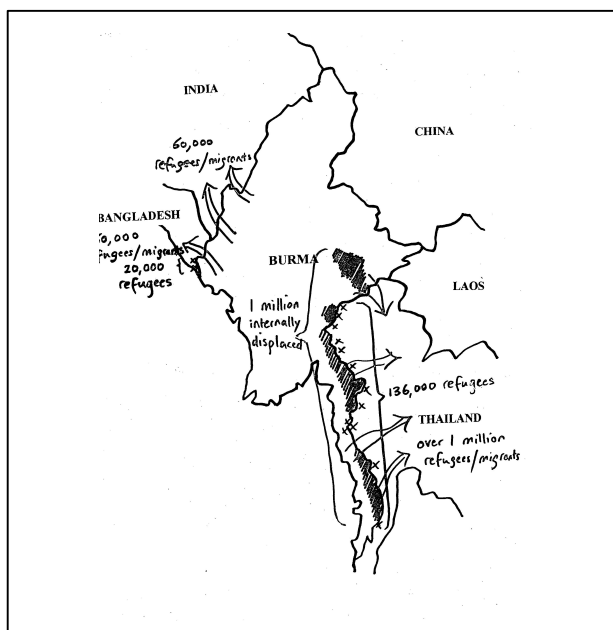 INDIA
CHINA
60,000
refugees/migrants
BANGLADESH
refugees/migrants
20,000
refugees
BURMA
LAOS
1 million
internally
displaced
136,000 refugees
THAILAND
over 1 million
refugees/migrants